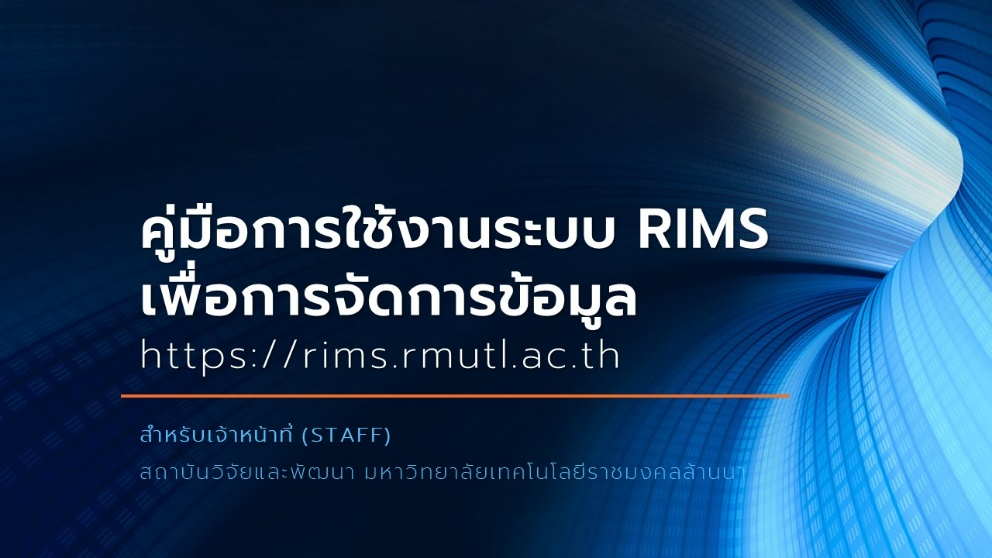 คู่มือการใช้งานระบบ RIMS
เพื่อการจัดการข้อมูล
https://rims.rmutl.ac.th
สำหรับเจ้าหน้าที่ (STAFF)
สถาบันวิจัยและพัฒนา มหาวิทยาลัยเทคโนโลยีราชมงคลล้านนา